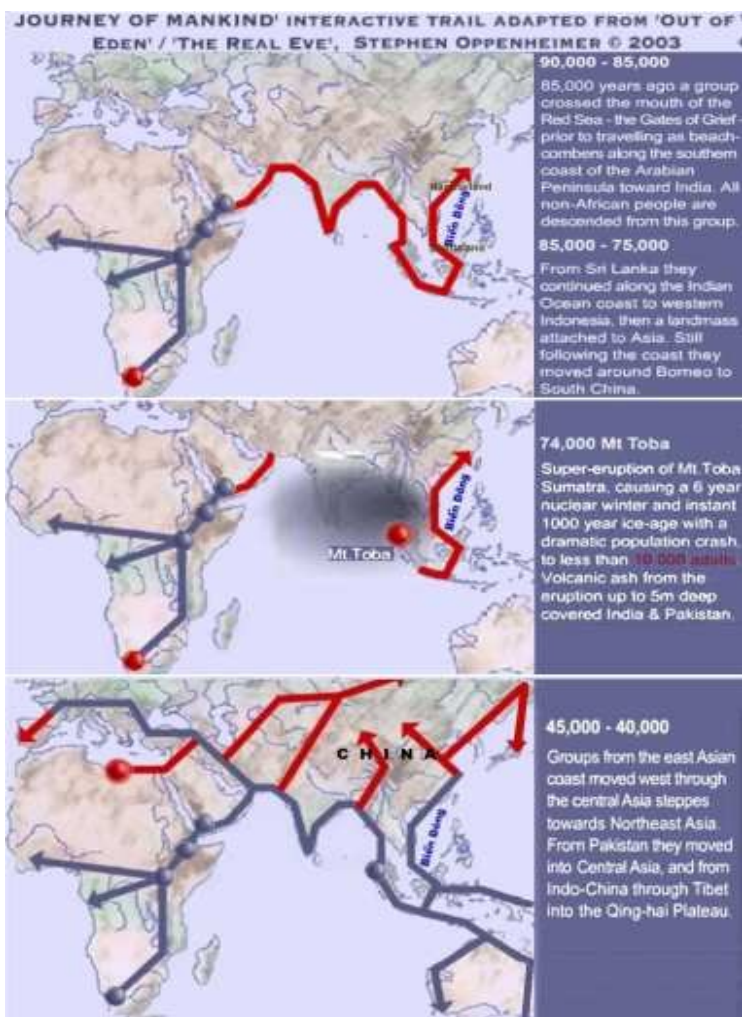 JOURNEY OF MANKIND' INTERACTIVE TRAIL ADAPTED FROM 'OUT OF
EDEN' / 'THE REAL EVE', STEPHEN OPPENHEIMER © 2003
90,000 - 85,000
85,000 years ago a group
crossed the mouth of the
Red Sea - the Gates of Grief -
prior to travelling as beach-
combers along the southern
coast of the Arabian
Peninsula toward India. All
non-African people are
descended from this group.
85,000 - 75,000
From Sri Lanka they
continued along the Indian
Ocean coast to western
Indonesia, then a landmass
attached to Asia. Still
following the coast they
moved around Borneo to
South China.
Biển Đông
74,000 Mt Toba
Super-eruption of Mt Toba
Sumatra, causing a 6 year
nuclear winter and instant
1000 year ice-age with a
dramatic population crash,
to less than 10,000 adults
Volcanic ash from the
eruption up to 5m deep
covered India & Pakistan.
Mt Toba
Biển Đông
45,000 - 40,000
Groups from the east Asian
coast moved west through
the central Asia steppes
towards Northeast Asia.
From Pakistan they moved
into Central Asia, and from
Indo-China through Tibet
into the Qing-hai Plateau.
CHINA
Biển Đông